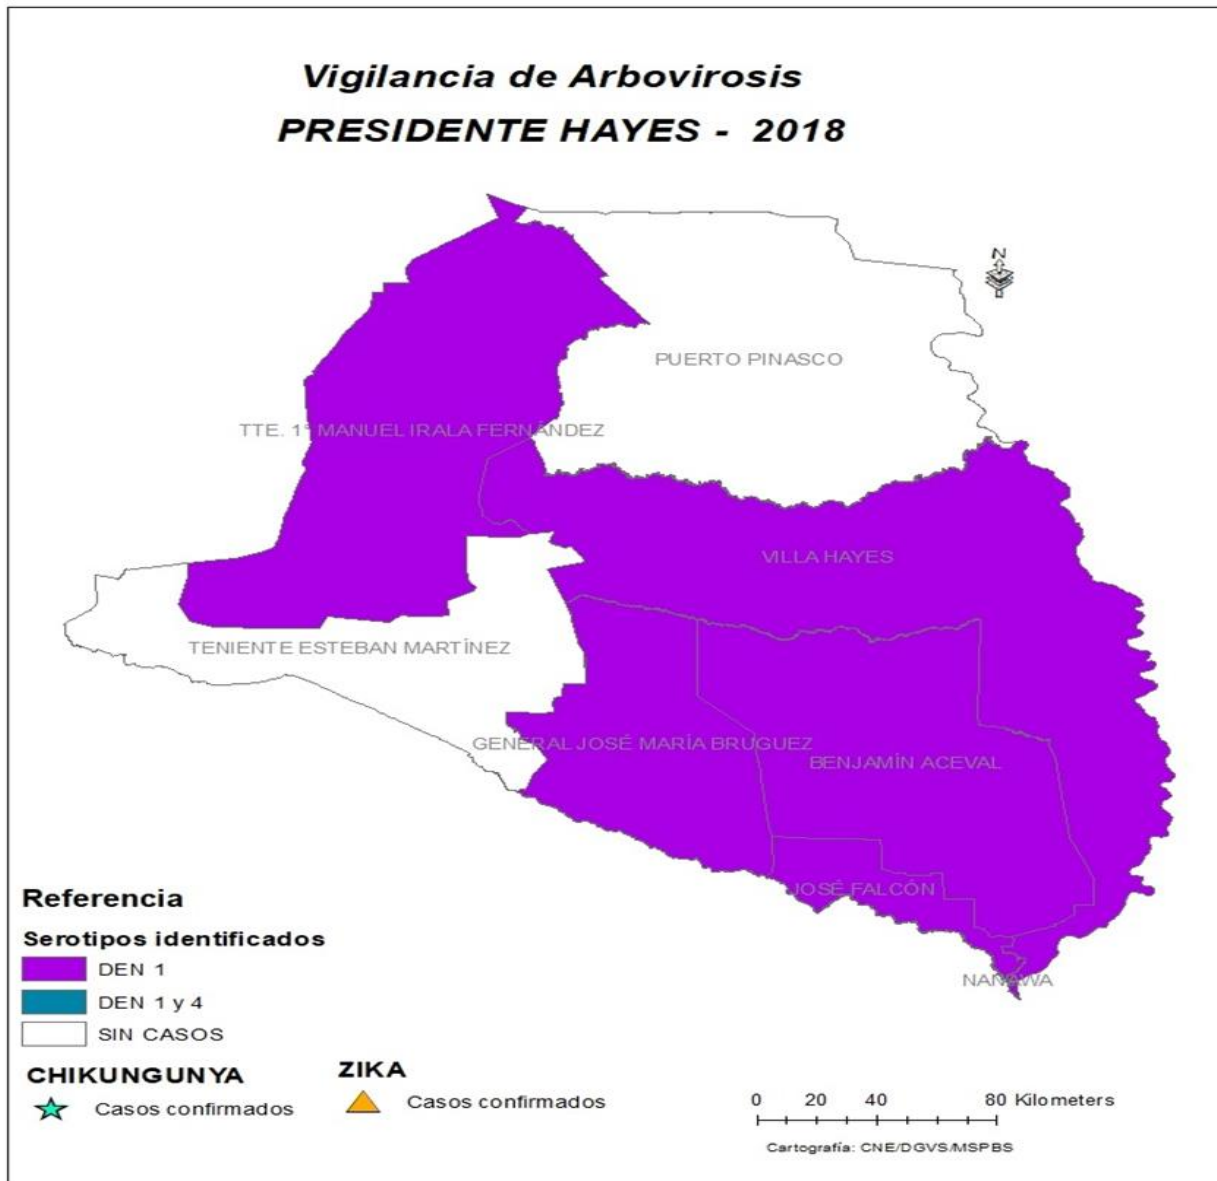 Vigilancia de Arbovirosis
PRESIDENTE HAYES - 2018
N
PUERTO PINASCO
TTE. 1° MANUEL IRALA FERNÁNDEZ
VILLA HAYES
TENIENTE ESTEBAN MARTÍNEZ
GENERAL JOSÉ MARÍA BRUGUEZ
BENJAMÍN ACEVAL
JOSÉ FALCÓN
NANAWA
Referencia
Serotipos identificados
DEN 1
DEN 1 y 4
SIN CASOS
CHIKUNGUNYA
Casos confirmados
ZIKA
Casos confirmados
0 20 40 80 Kilometers
Cartografía: CNE/DGVS/MSPBS